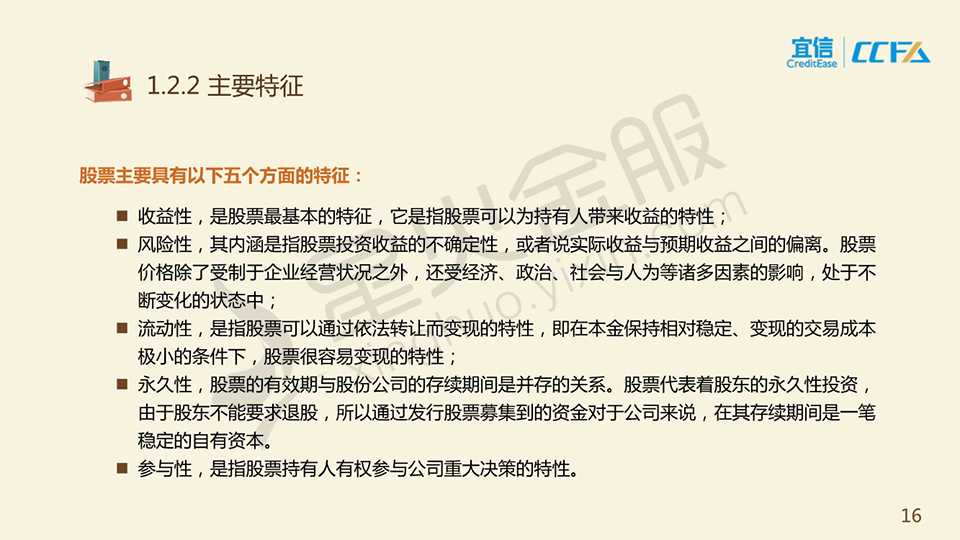 宜信
CreditEase
CCFA
1.2.2 主要特征
股票主要具有以下五个方面的特征：
■ 收益性，是股票最基本的特征，它是指股票可以为持有人带来收益的特性；
■ 风险性，其内涵是指股票投资收益的不确定性，或者说实际收益与预期收益之间的偏离。股票
价格除了受制于企业经营状况之外，还受经济、政治、社会与人为等诸多因素的影响，处于不
断变化的状态中；
■ 流动性，是指股票可以通过依法转让而变现的特性，即在本金保持相对稳定、变现的交易成本
极小的条件下，股票很容易变现的特性；
■ 永久性，股票的有效期与股份公司的存续期间是并存的关系。股票代表着股东的永久性投资，
由于股东不能要求退股，所以通过发行股票募集到的资金对于公司来说，在其存续期间是一笔
稳定的自有资本。
■ 参与性，是指股票持有人有权参与公司重大决策的特性。
星火金服
xinghuo.yixin.com
16